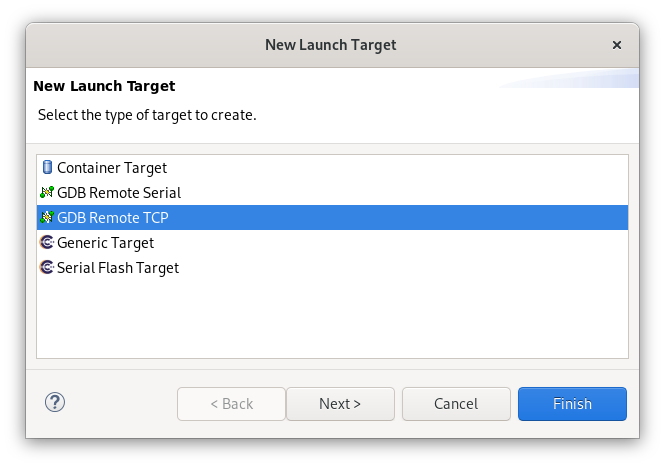 New Launch Target
×
New Launch Target
Select the type of target to create.
Container Target
GDB Remote Serial
GDB Remote TCP
Generic Target
Serial Flash Target
? < Back Next > Cancel Finish